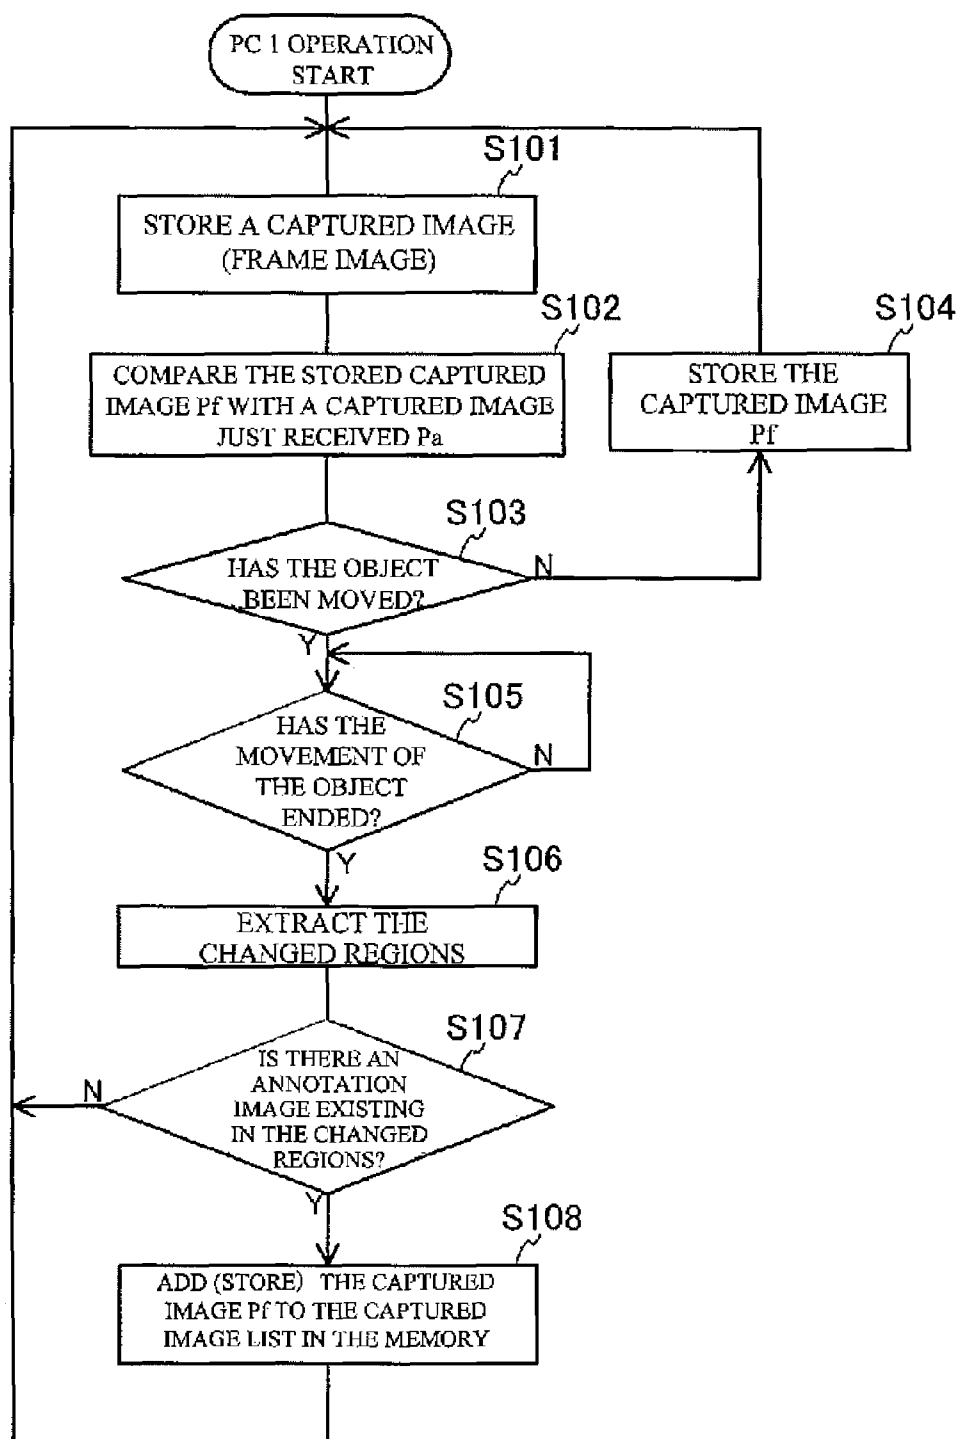 PC 1 OPERATION
START
S101
STORE A CAPTURED IMAGE
(FRAME IMAGE)
S102
COMPARE THE STORED CAPTURED
IMAGE Pf WITH A CAPTURED IMAGE
JUST RECEIVED Pa
S104
STORE THE
CAPTURED IMAGE
Pf
S103
HAS THE OBJECT
BEEN MOVED?
N
Y
S105
HAS THE
MOVEMENT OF
THE OBJECT
ENDED?
N
Y
S106
EXTRACT THE
CHANGED REGIONS
S107
IS THERE AN
ANNOTATION
IMAGE EXISTING
IN THE CHANGED
REGIONS?
N
Y
S108
ADD (STORE) THE CAPTURED
IMAGE Pf TO THE CAPTURED
IMAGE LIST IN THE MEMORY